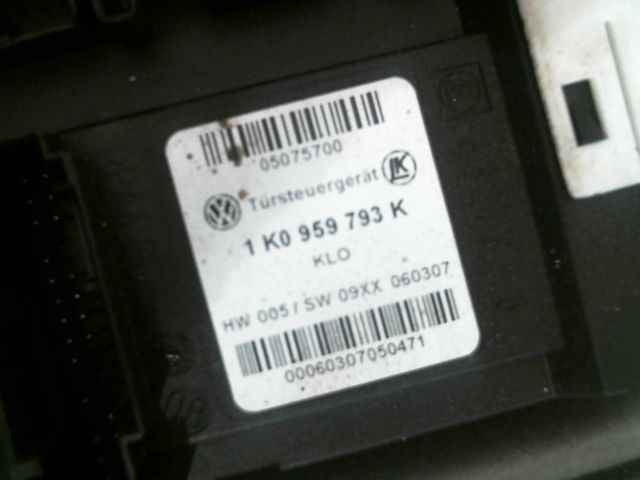 05075700
Türsteuergerät
1 K0 959 793 K
KLO
HW 005 / SW 09XX 060307
00060307050471